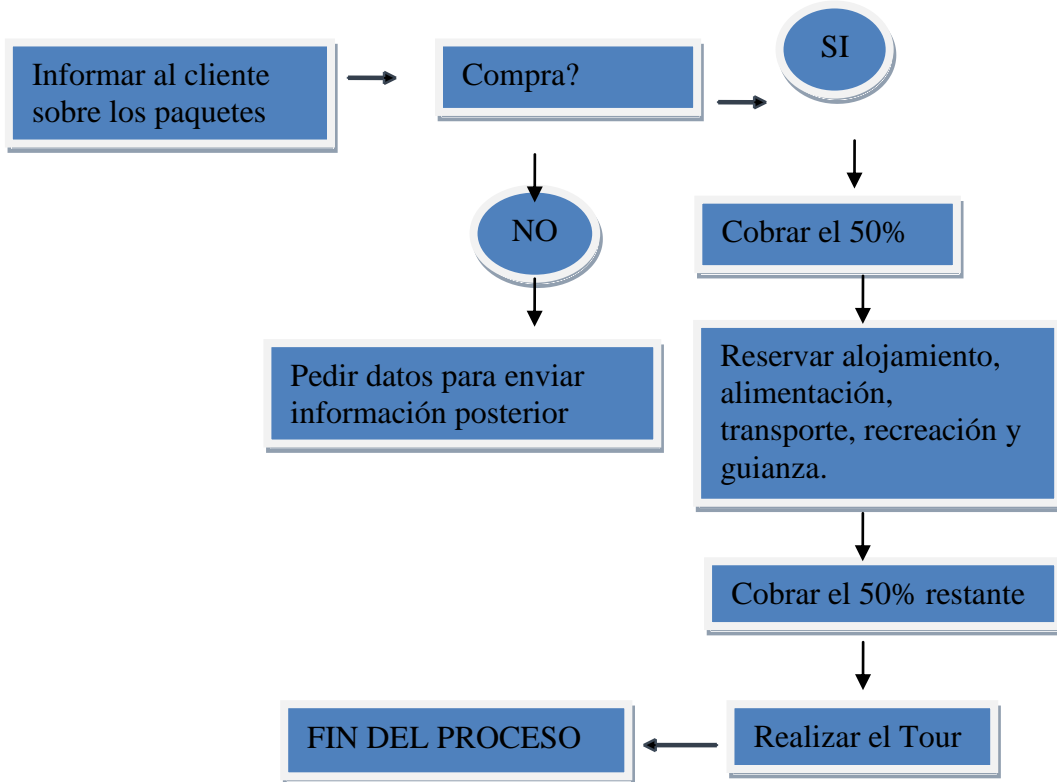 Informar al cliente
sobre los paquetes
Compra?
SI
NO
Cobrar el 50%
Pedir datos para enviar
información posterior
Reservar alojamiento,
alimentación,
transporte, recreación y
guianza.
Cobrar el 50% restante
Realizar el Tour
FIN DEL PROCESO